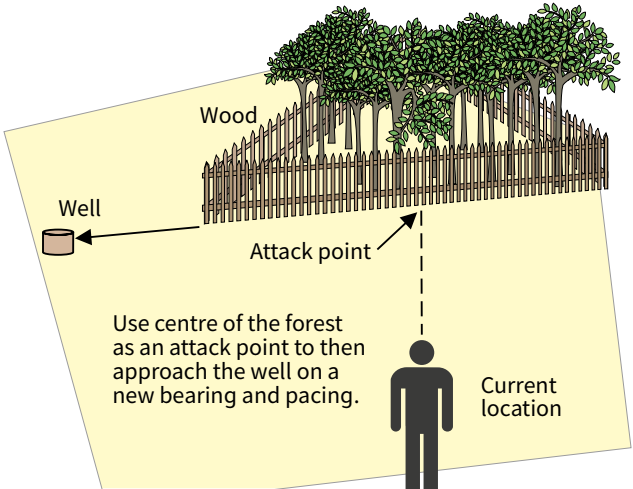 Wood
Well
Attack point
Use centre of the forest
as an attack point to then
approach the well on a
new bearing and pacing.
Current
location